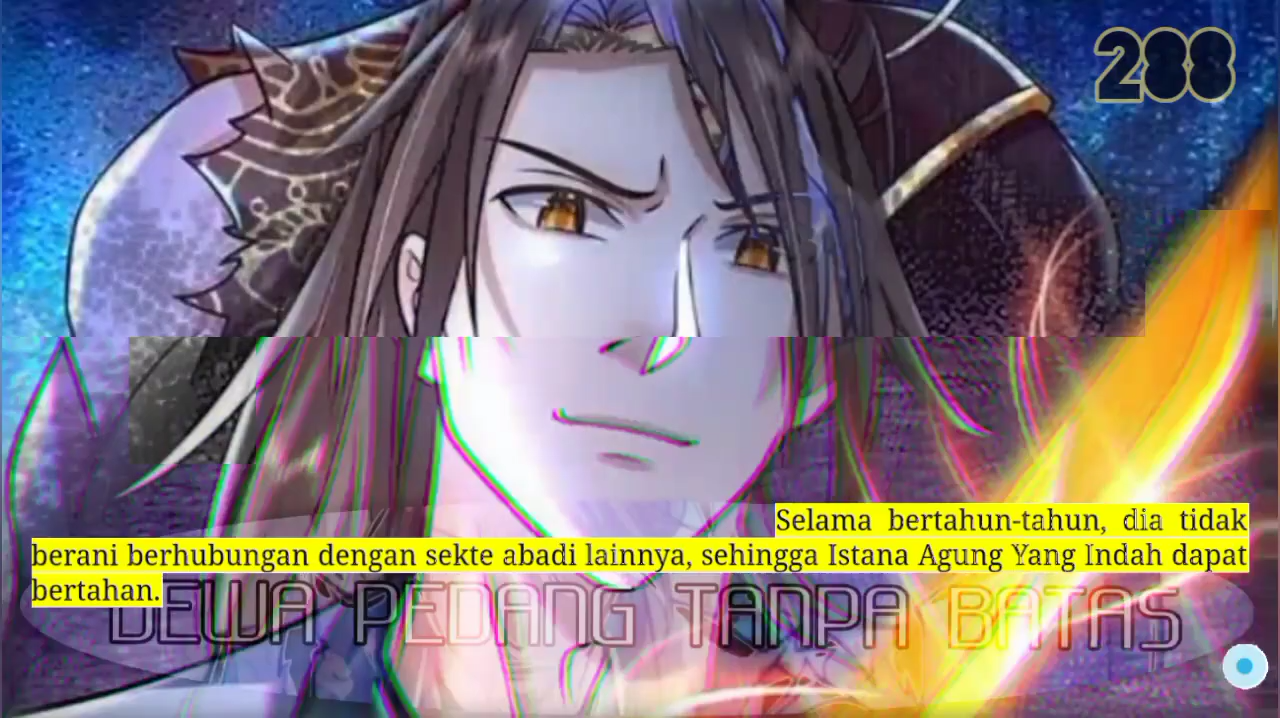 288
Selama bertahun-tahun, dia tidak
berani berhubungan dengan sekte abadi lainnya, sehingga Istana Agung Yang Indah dapat
bertahan.
DEWA PEDANG TANPA BATAS